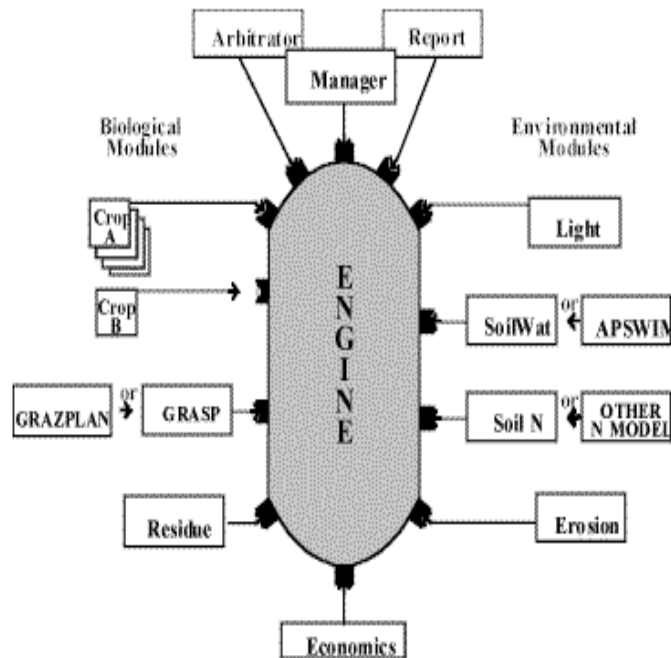 Arbitrator
Report
Manager
Biological
Modules
Environmental
Modules
Crop
A
Light
ENGINE
Crop
B
SoilWat
or
APSWIM
GRAZPLAN
or
GRASP
Soil N
or
OTHER
N MODEL
Residue
Erosion
Economics